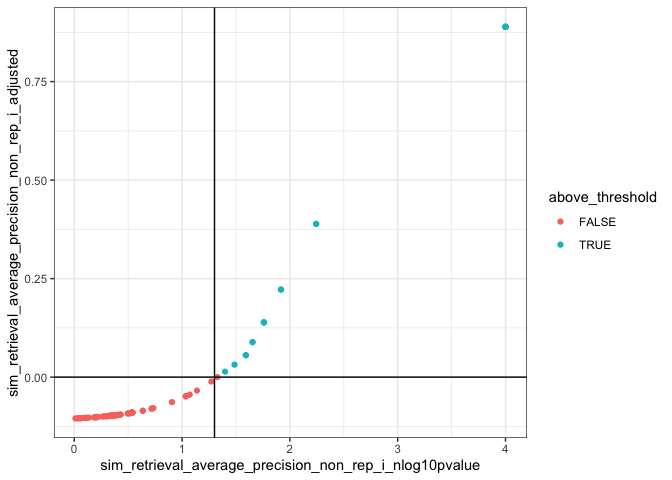 0.75
0.50
0.25
0.00
sim_retrieval_average_precision_non_rep_i_adjusted
0 1 2 3 4
sim_retrieval_average_precision_non_rep_i_nlog10pvalue
above_threshold
FALSE
TRUE